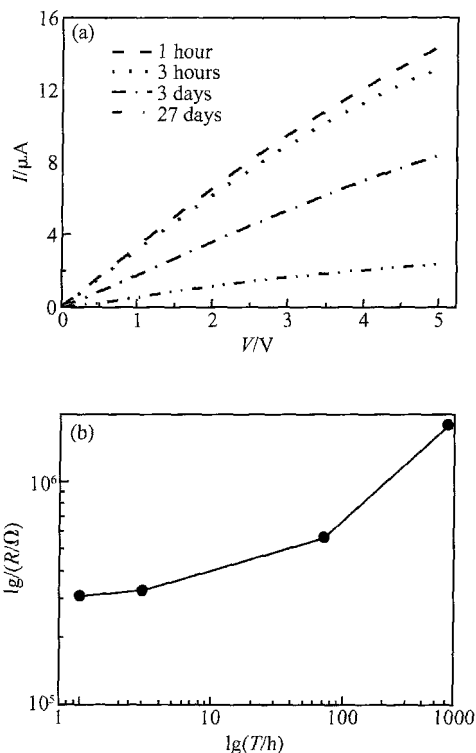 (a)
16
12
8
4
0
I/μA
1 hour
3 hours
3 days
27 days
0 1 2 3 4 5
V/V
(b)
10⁶
10⁵
lg/(R/Ω)
1 10 100 1000
lg(T/h)